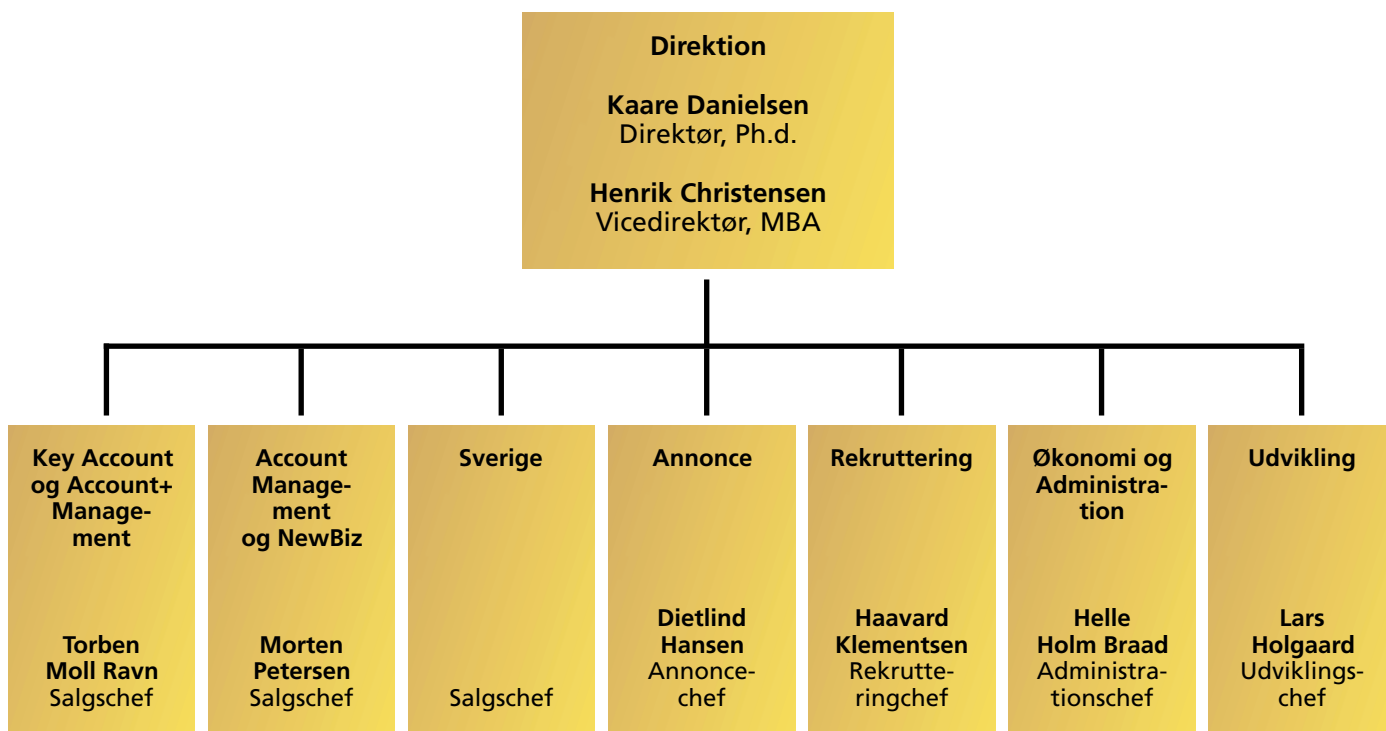 Direktion
Kaare Danielsen
Direktør, Ph.d.
Henrik Christensen
Vicedirektør, MBA
Key Account
og Account+
Manage-
ment
Torben
Moll Ravn
Salgschef
Account
Manage-
ment
og NewBiz
Morten
Petersen
Salgschef
Sverige
Salgschef
Annonce
Dietlind
Hansen
Annonce-
chef
Rekruttering
Haavard
Klementsen
Rekrutte-
ringchef
Økonomi og
Administra-
tion
Helle
Holm Braad
Administra-
tionschef
Udvikling
Lars
Holgaard
Udviklings-
chef